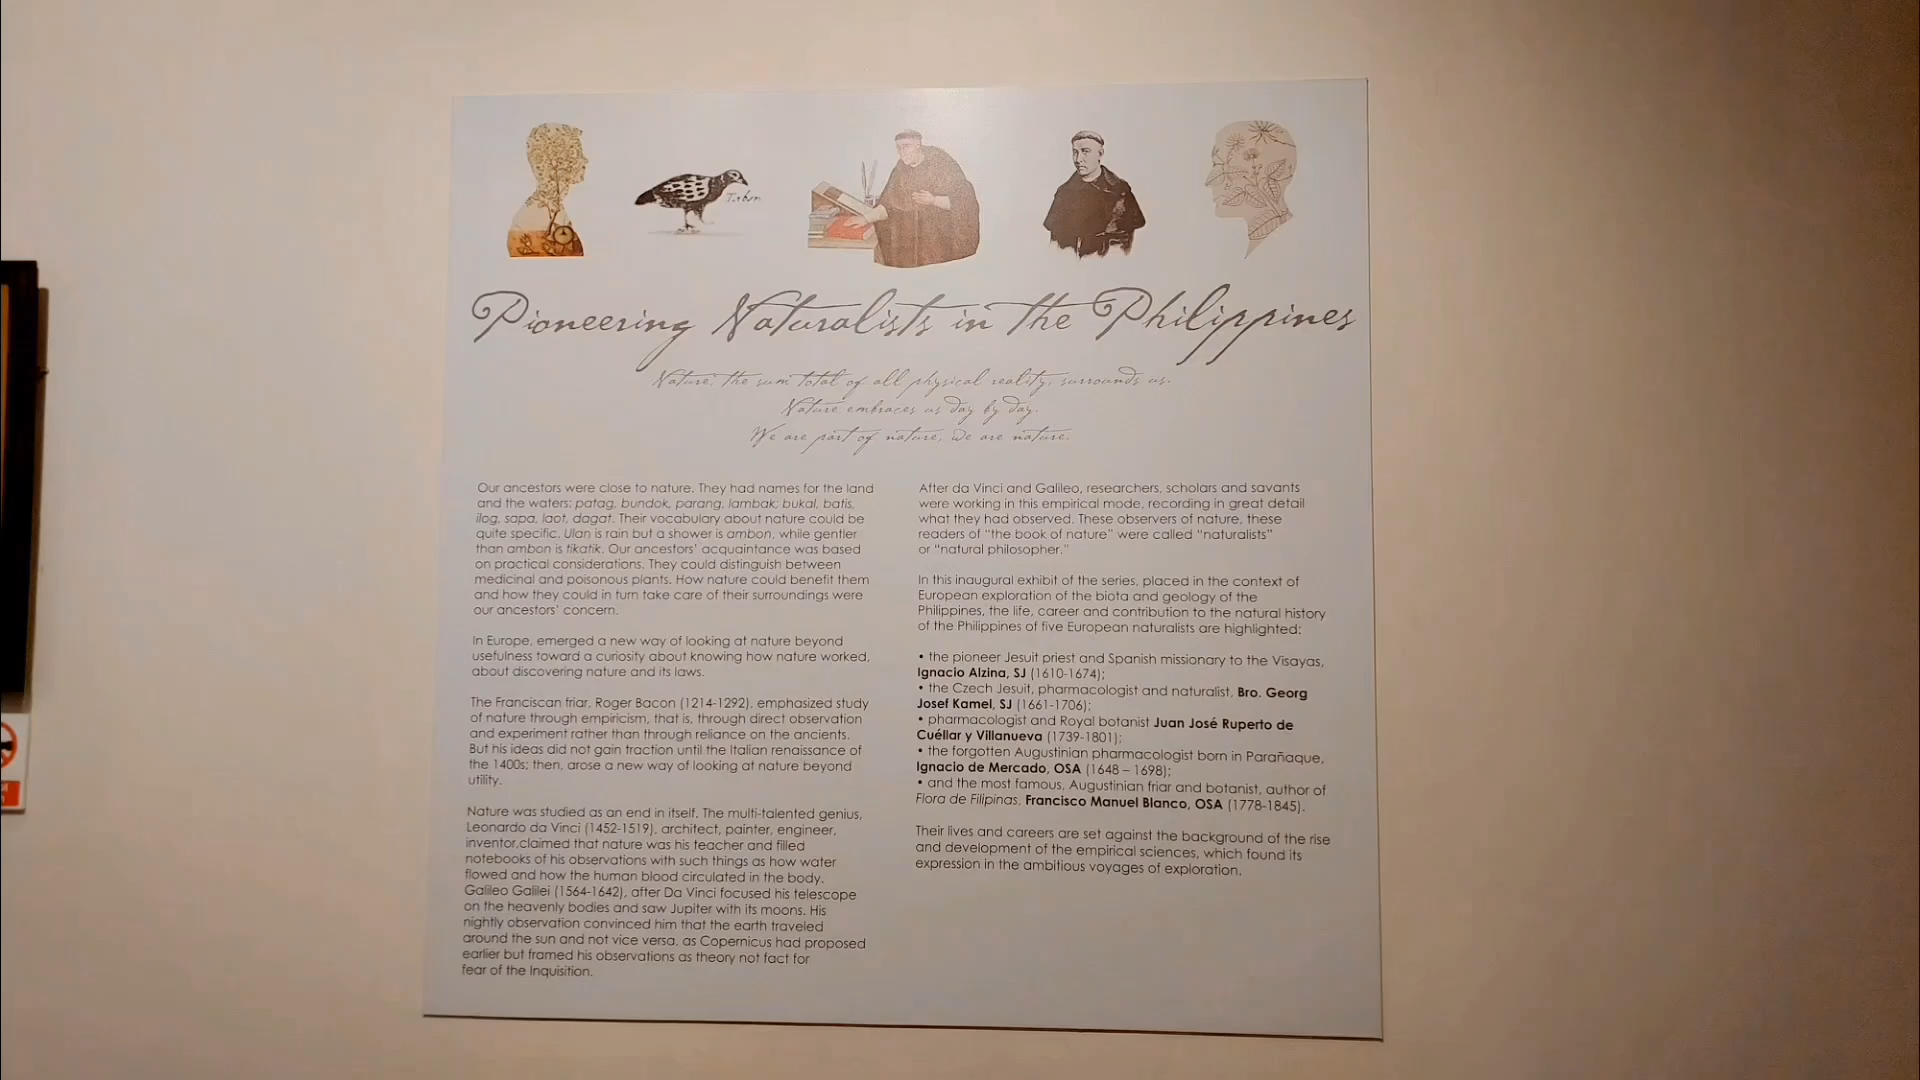 Tabon
Pioneering Naturalists in the Philippines
Nature, the sum total of all physical reality, surrounds us.
Nature embraces us day by day.
We are part of nature, we are nature.
Our ancestors were close to nature. They had names for the land
and the waters: patag, bundok, parang, lambak; bukal, batis,
ilog, sapa, laot, dagat. Their vocabulary about nature could be
quite specific. Ulan is rain but a shower is ambon, while gentler
than ambon is tikatik. Our ancestors' acquaintance was based
on practical considerations. They could distinguish between
medicinal and poisonous plants. How nature could benefit them
and how they could in turn take care of their surroundings were
our ancestors' concern.
In Europe, emerged a new way of looking at nature beyond
usefulness toward a curiosity about knowing how nature worked,
about discovering nature and its laws.
The Franciscan friar, Roger Bacon (1214-1292), emphasized study
of nature through empiricism, that is, through direct observation
and experiment rather than through reliance on the ancients.
But his ideas did not gain traction until the Italian renaissance of
the 1400s; then, arose a new way of looking at nature beyond
utility.
Nature was studied as an end in itself. The multi-talented genius,
Leonardo da Vinci (1452-1519), architect, painter, engineer,
inventor,claimed that nature was his teacher and filled
notebooks of his observations with such things as how water
flowed and how the human blood circulated in the body.
Galileo Galilei (1564-1642), after Da Vinci focused his telescope
on the heavenly bodies and saw Jupiter with its moons. His
nightly observation convinced him that the earth traveled
around the sun and not vice versa, as Copernicus had proposed
earlier but framed his observations as theory not fact for
fear of the Inquisition.
After da Vinci and Galileo, researchers, scholars and savants
were working in this empirical mode, recording in great detail
what they had observed. These observers of nature, these
readers of "the book of nature" were called "naturalists"
or "natural philosopher."
In this inaugural exhibit of the series, placed in the context of
European exploration of the biota and geology of the
Philippines, the life, career and contribution to the natural history
of the Philippines of five European naturalists are highlighted:
• the pioneer Jesuit priest and Spanish missionary to the Visayas,
Ignacio Alzina, SJ (1610-1674);
• the Czech Jesuit, pharmacologist and naturalist, Bro. Georg
Josef Kamel, SJ (1661-1706);
• pharmacologist and Royal botanist Juan José Ruperto de
Cuéllar y Villanueva (1739-1801);
• the forgotten Augustinian pharmacologist born in Parañaque,
Ignacio de Mercado, OSA (1648 – 1698);
• and the most famous, Augustinian friar and botanist, author of
Flora de Filipinas, Francisco Manuel Blanco, OSA (1778-1845).
Their lives and careers are set against the background of the rise
and development of the empirical sciences, which found its
expression in the ambitious voyages of exploration.